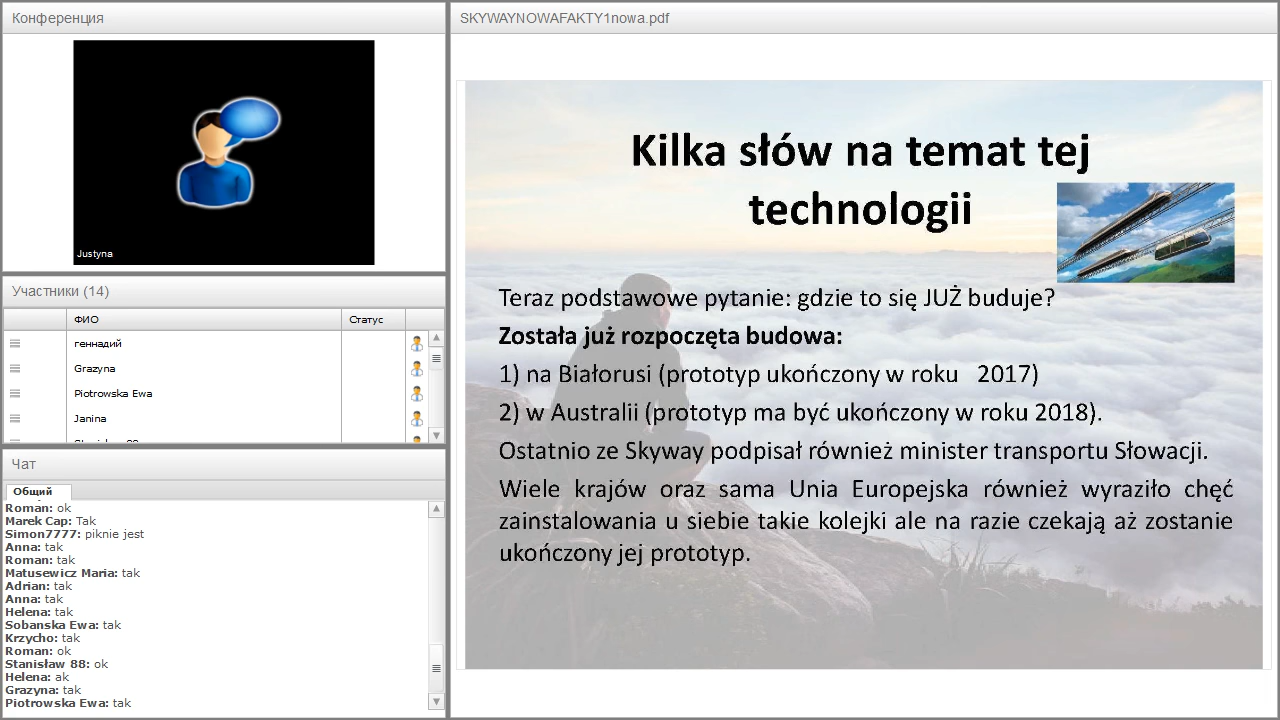 Конференция
Justyna
Участники (14)
ФИО Статус
геннадий
Grazyna
Piotrowska Ewa
Janina
Чат
Общий
Roman: ok
Marek Cap: Tak
Simon7777: piknie jest
Anna: tak
Roman: tak
Matusewicz Maria: tak
Adrian: tak
Anna: tak
Helena: tak
Sobanska Ewa: tak
Krzycho: tak
Roman: ok
Stanisław 88: ok
Helena: ak
Grazyna: tak
Piotrowska Ewa: tak
SKYWAYNOWAFAKTY1nowa.pdf
Kilka słów na temat tej
technologii
Teraz podstawowe pytanie: gdzie to się JUŻ buduje?
Została już rozpoczęta budowa:
1) na Białorusi (prototyp ukończony w roku 2017)
2) w Australii (prototyp ma być ukończony w roku 2018).
Ostatnio ze Skyway podpisał również minister transportu Słowacji.
Wiele krajów oraz sama Unia Europejska również wyraziło chęć
zainstalowania u siebie takie kolejki ale na razie czekają aż zostanie
ukończony jej prototyp.